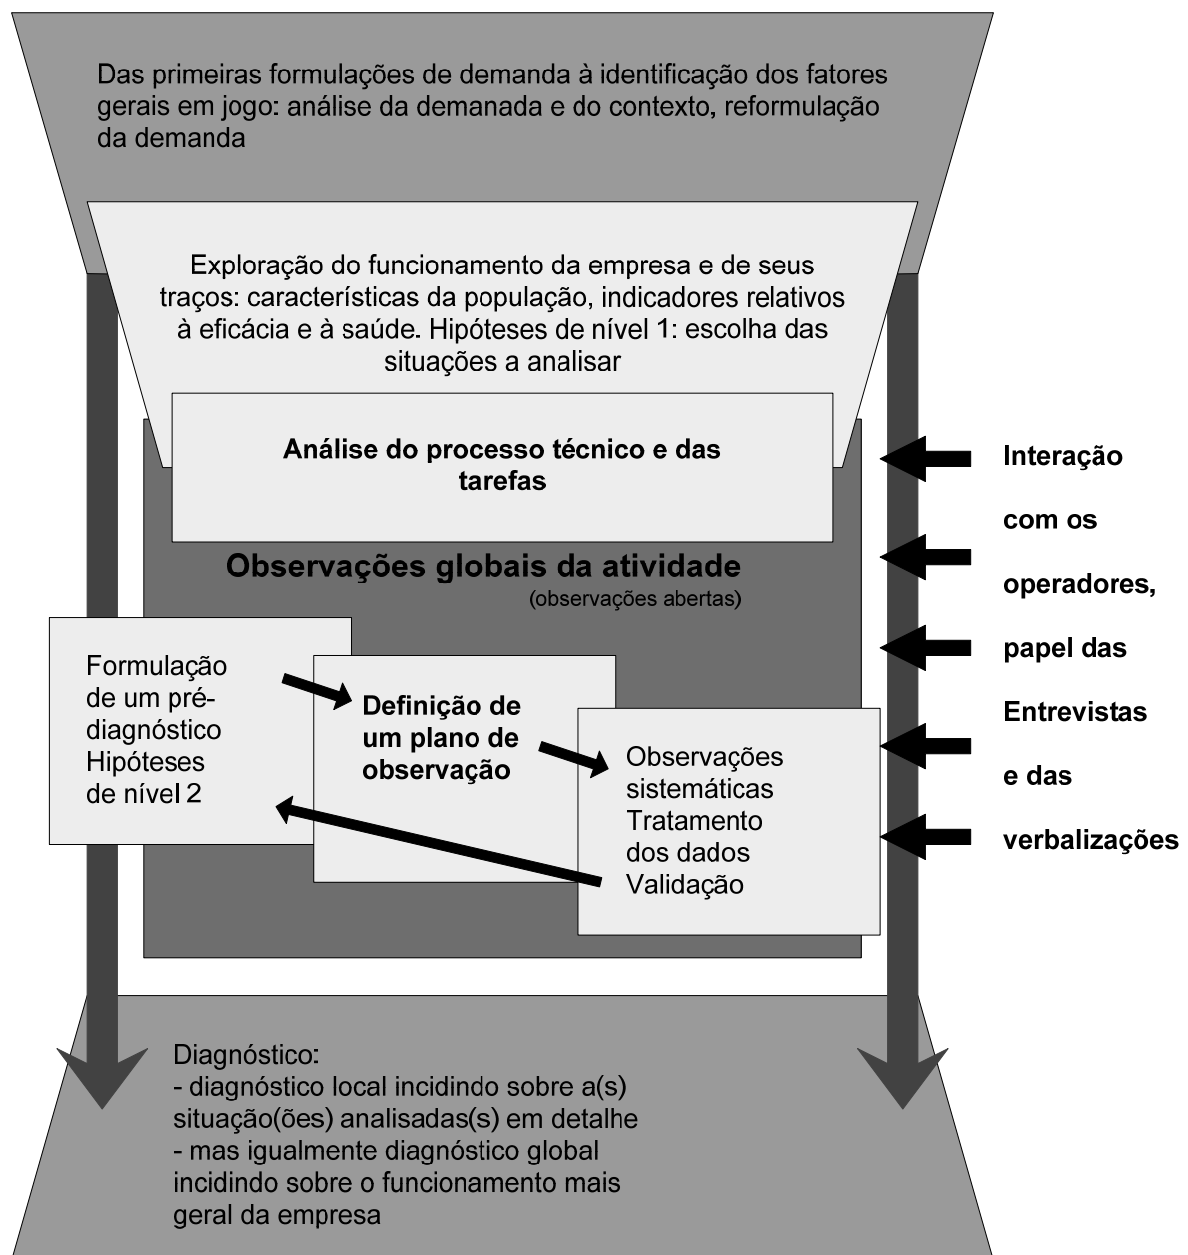 Das primeiras formulações de demanda à identificação dos fatores
gerais em jogo: análise da demanada e do contexto, reformulação
da demanda
Exploração do funcionamento da empresa e de seus
traços: características da população, indicadores relativos
à eficácia e à saúde. Hipóteses de nível 1: escolha das
situações a analisar
Análise do processo técnico e das
tarefas
Observações globais da atividade
(observações abertas)
Formulação
de um pré-
diagnóstico
Hipóteses
de nível 2
Definição de
um plano de
observação
Observações
sistemáticas
Tratamento
dos dados
Validação
Interação
com os
operadores,
papel das
Entrevistas
e das
verbalizações
Diagnóstico:
- diagnóstico local incidindo sobre a(s)
situação(ões) analisadas(s) em detalhe
- mas igualmente diagnóstico global
incidindo sobre o funcionamento mais
geral da empresa